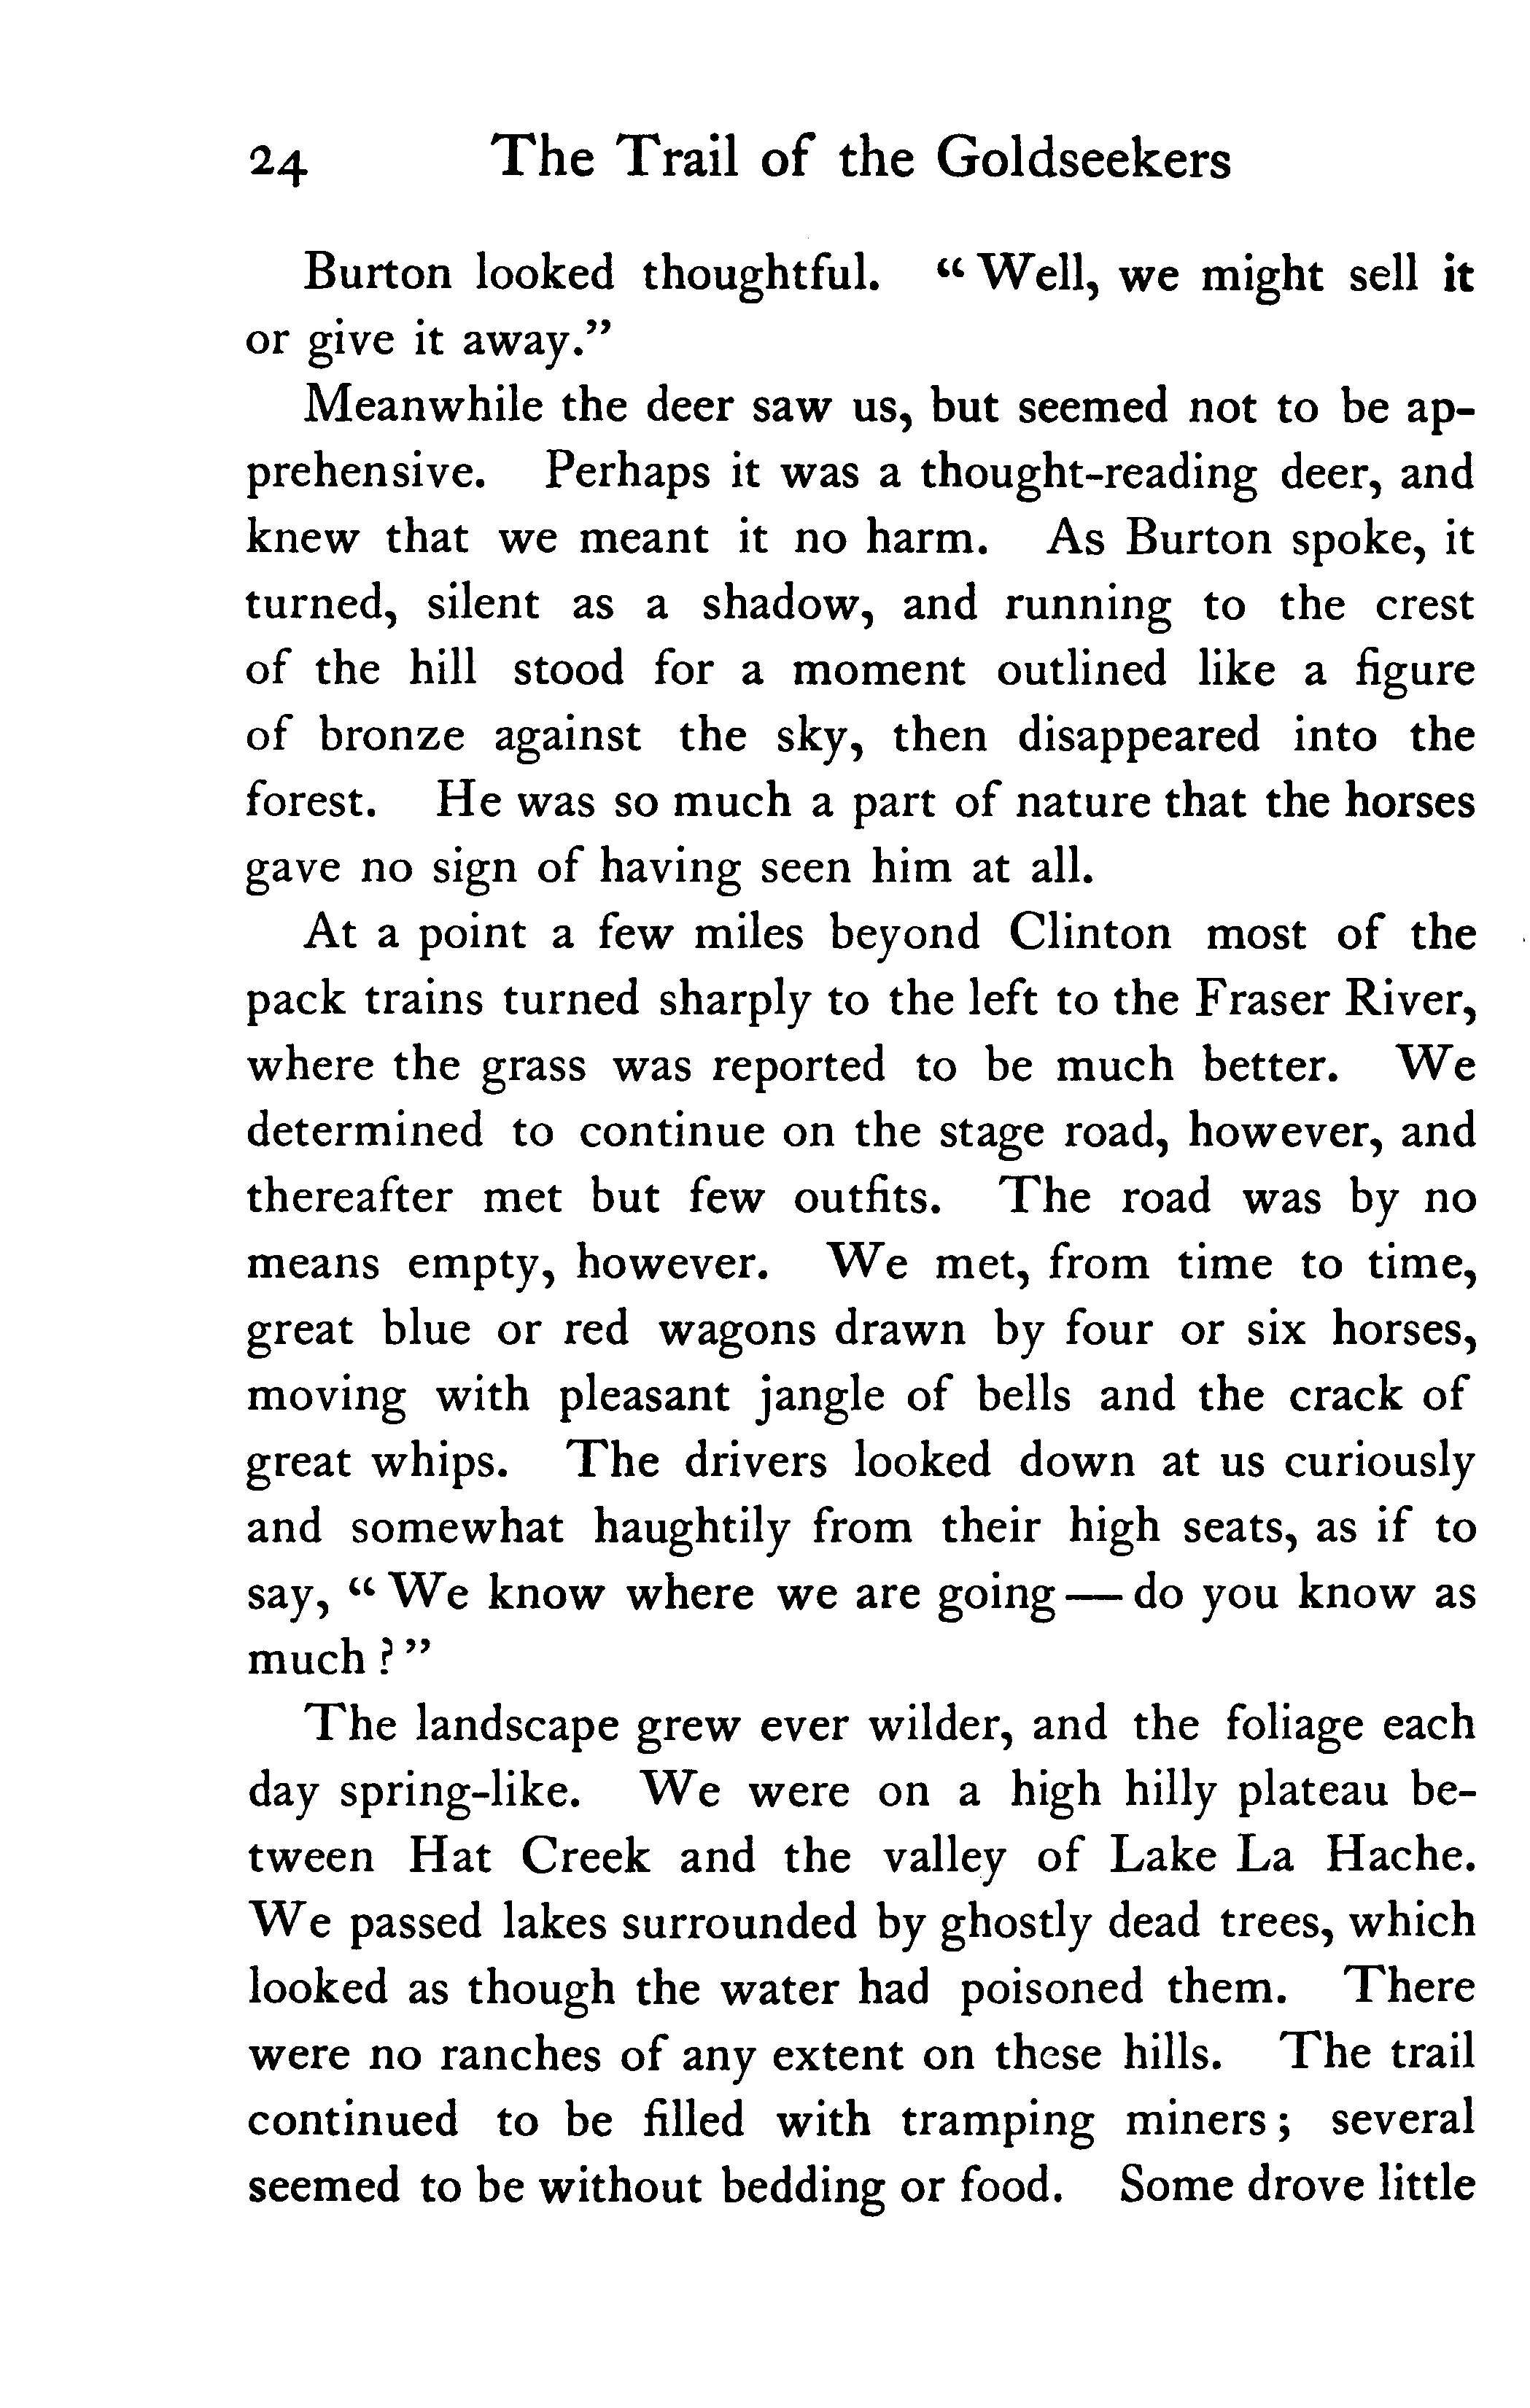 24 The Trail of the Goldseekers
Burton looked thoughtful. “Well, we might sell it
or give it away.”
Meanwhile the deer saw us, but seemed not to be ap-
prehensive. Perhaps it was a thought-reading deer, and
knew that we meant it no harm. As Burton spoke, it
turned, silent as a shadow, and running to the crest
of the hill stood for a moment outlined like a figure
of bronze against the sky, then disappeared into the
forest. He was so much a part of nature that the horses
gave no sign of having seen him at all.
At a point a few miles beyond Clinton most of the
pack trains turned sharply to the left to the Fraser River,
where the grass was reported to be much better. We
determined to continue on the stage road, however, and
thereafter met but few outfits. The road was by no
means empty, however. We met, from time to time,
great blue or red wagons drawn by four or six horses,
moving with pleasant jangle of bells and the crack of
great whips. The drivers looked down at us curiously
and somewhat haughtily from their high seats, as if to
say, “We know where we are going — do you know as
much?”
The landscape grew ever wilder, and the foliage each
day spring-like. We were on a high hilly plateau be-
tween Hat Creek and the valley of Lake La Hache.
We passed lakes surrounded by ghostly dead trees, which
looked as though the water had poisoned them. There
were no ranches of any extent on these hills. The trail
continued to be filled with tramping miners; several
seemed to be without bedding or food. Some drove little